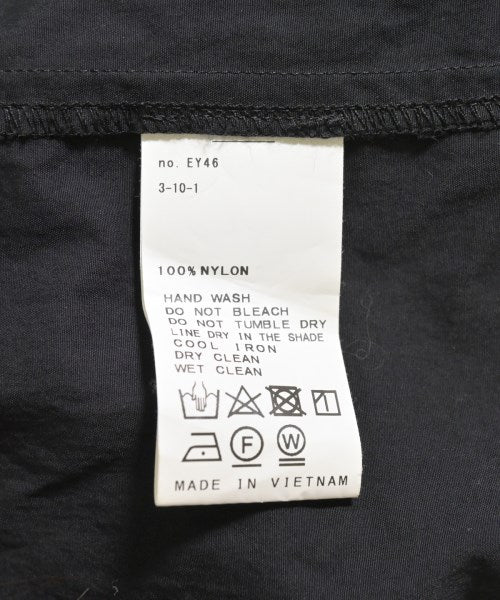 no. EY46
3-10-1
100% NYLON
HAND WASH
DO NOT BLEACH
DO NOT TUMBLE DRY
LINE DRY IN THE SHADE
COOL IRON
DRY CLEAN
WET CLEAN
F W
MADE IN VIETNAM